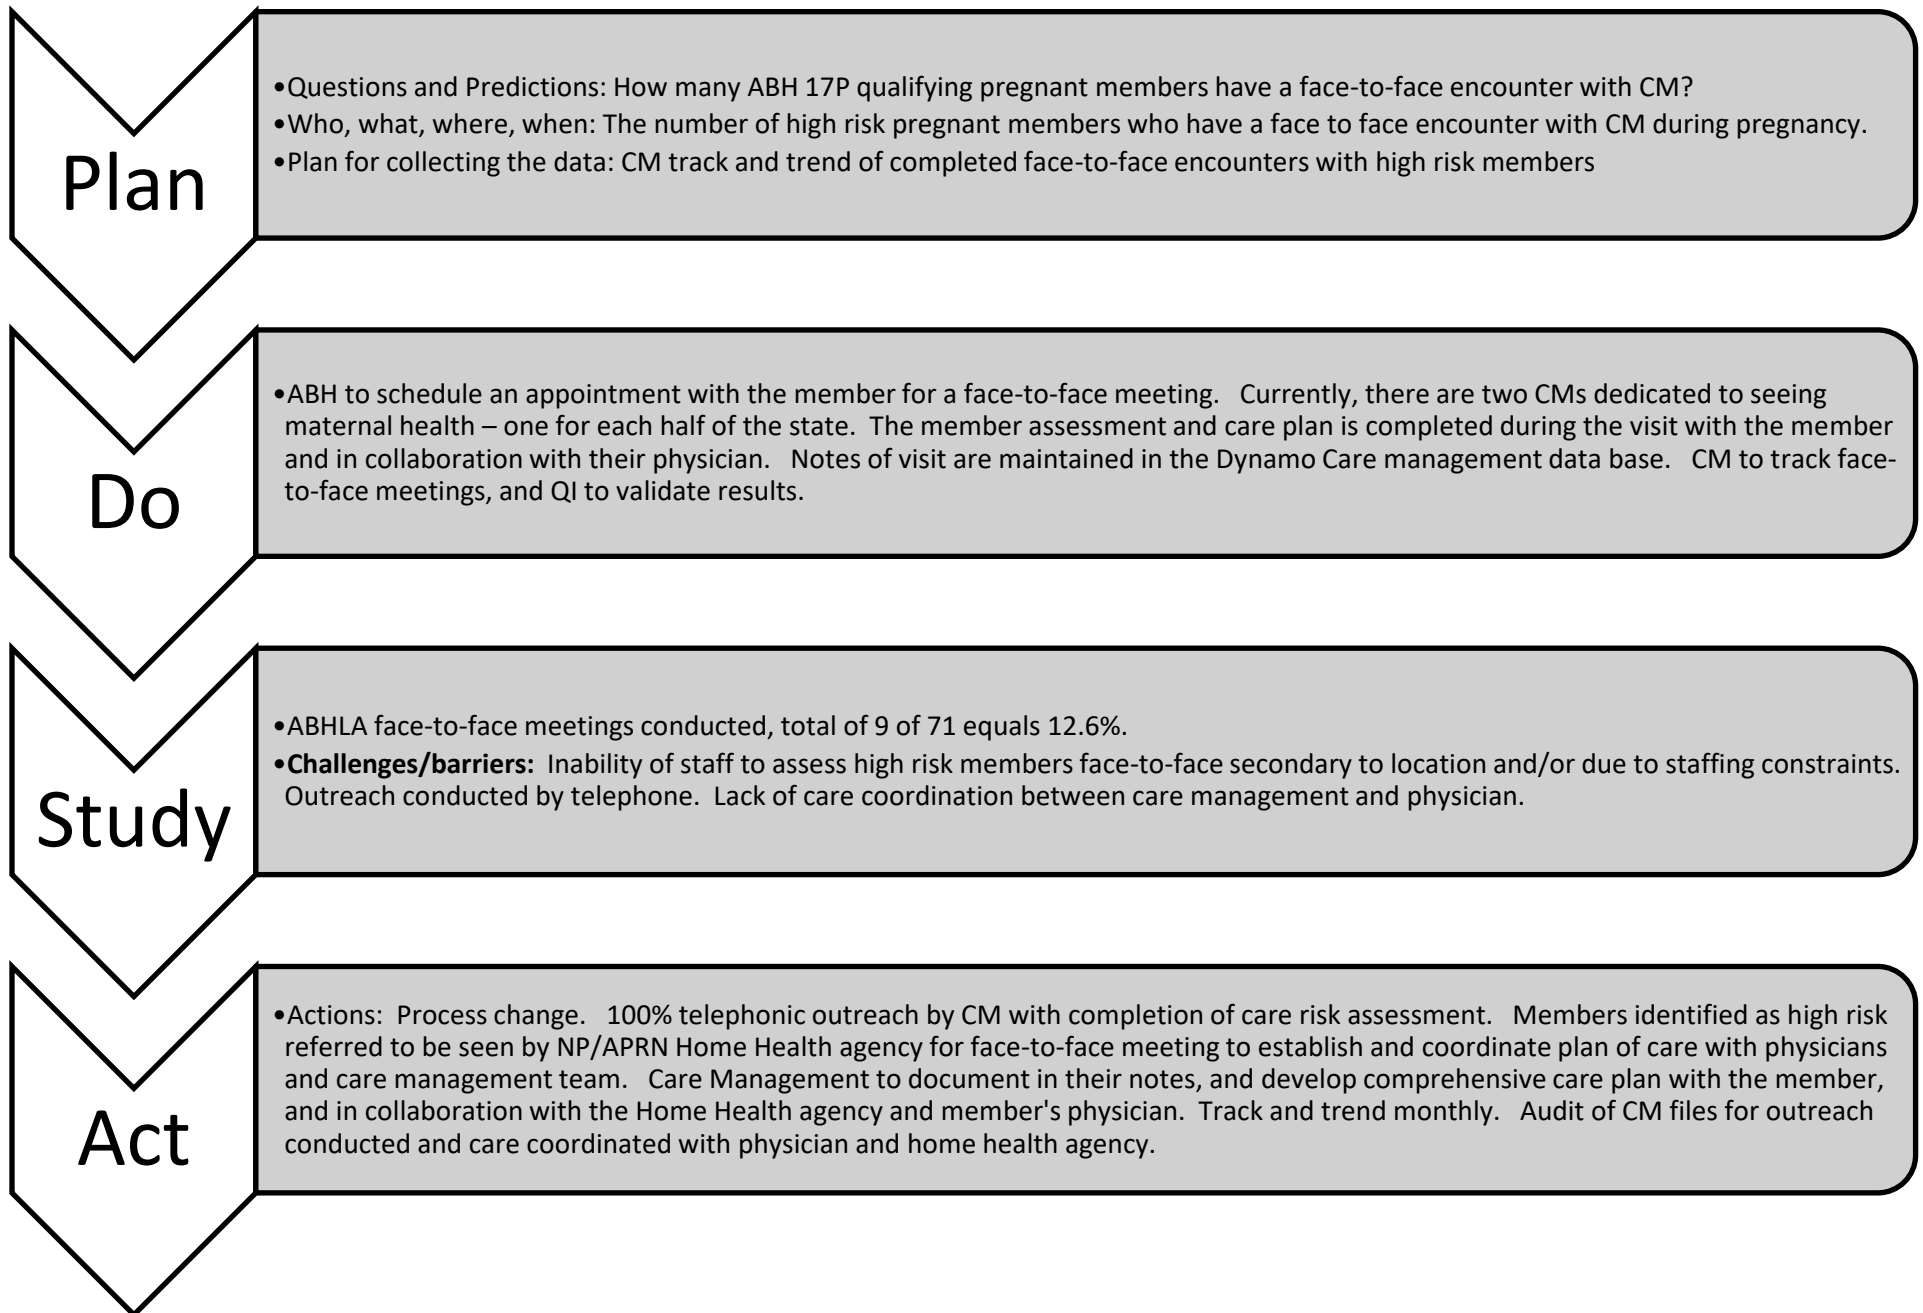 Plan
•Questions and Predictions: How many ABH 17P qualifying pregnant members have a face-to-face encounter with CM?
•Who, what, where, when: The number of high risk pregnant members who have a face to face encounter with CM during pregnancy.
•Plan for collecting the data: CM track and trend of completed face-to-face encounters with high risk members
Do
•ABH to schedule an appointment with the member for a face-to-face meeting.   Currently, there are two CMs dedicated to seeing
maternal health – one for each half of the state.  The member assessment and care plan is completed during the visit with the member
and in collaboration with their physician.   Notes of visit are maintained in the Dynamo Care management data base.   CM to track face-
to-face meetings, and QI to validate results.
Study
•ABHLA face-to-face meetings conducted, total of 9 of 71 equals 12.6%.
•Challenges/barriers:  Inability of staff to assess high risk members face-to-face secondary to location and/or due to staffing constraints.
Outreach conducted by telephone.  Lack of care coordination between care management and physician.
Act
•Actions:  Process change.   100% telephonic outreach by CM with completion of care risk assessment.   Members identified as high risk
referred to be seen by NP/APRN Home Health agency for face-to-face meeting to establish and coordinate plan of care with physicians
and care management team.   Care Management to document in their notes, and develop comprehensive care plan with the member,
and in collaboration with the Home Health agency and member's physician.  Track and trend monthly.   Audit of CM files for outreach
conducted and care coordinated with physician and home health agency.